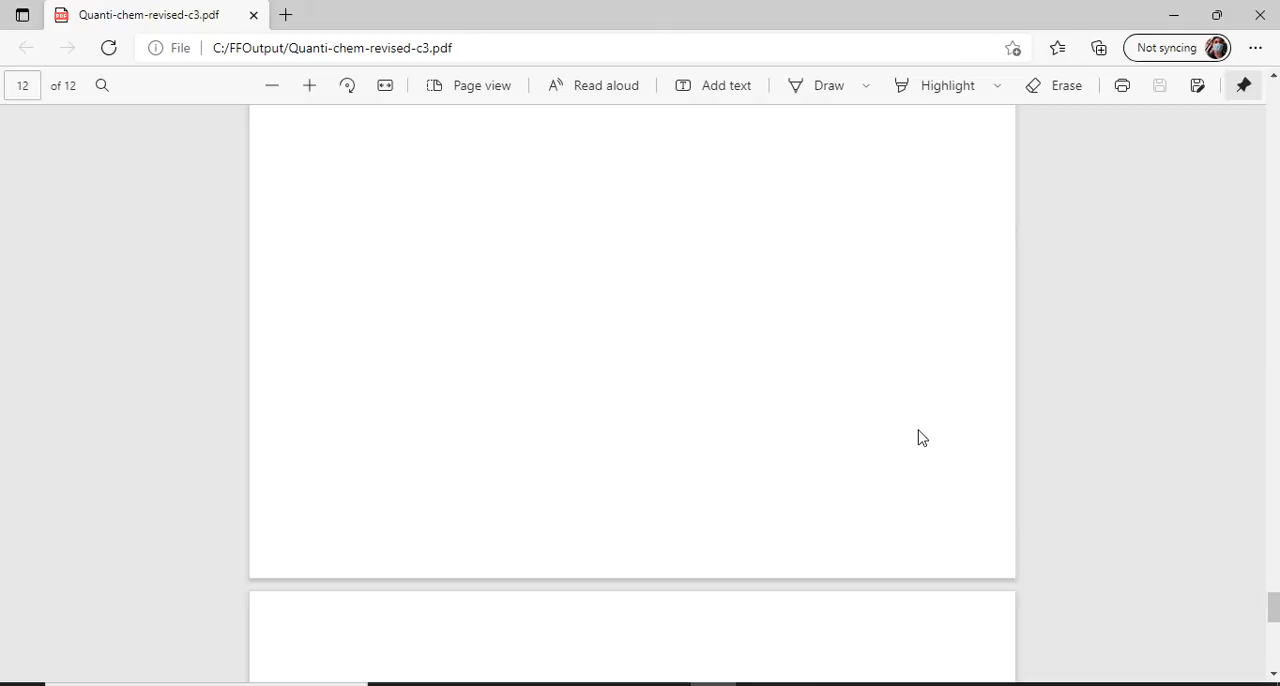 Quanti-chem-revised-c3.pdf
File C:/FFOutput/Quanti-chem-revised-c3.pdf Not syncing
12 of 12 Page view Read aloud Add text Draw Highlight Erase